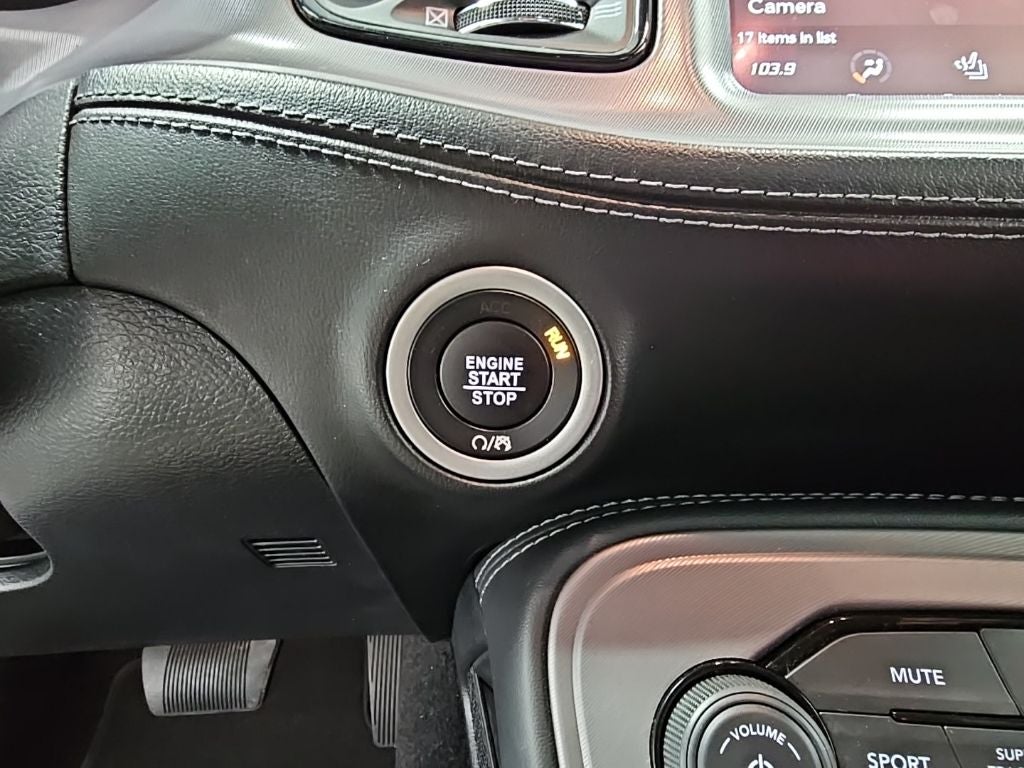 Camera
17 items in list
103.9
ACC
RUN
ENGINE
START
STOP
MUTE
VOLUME
SPORT